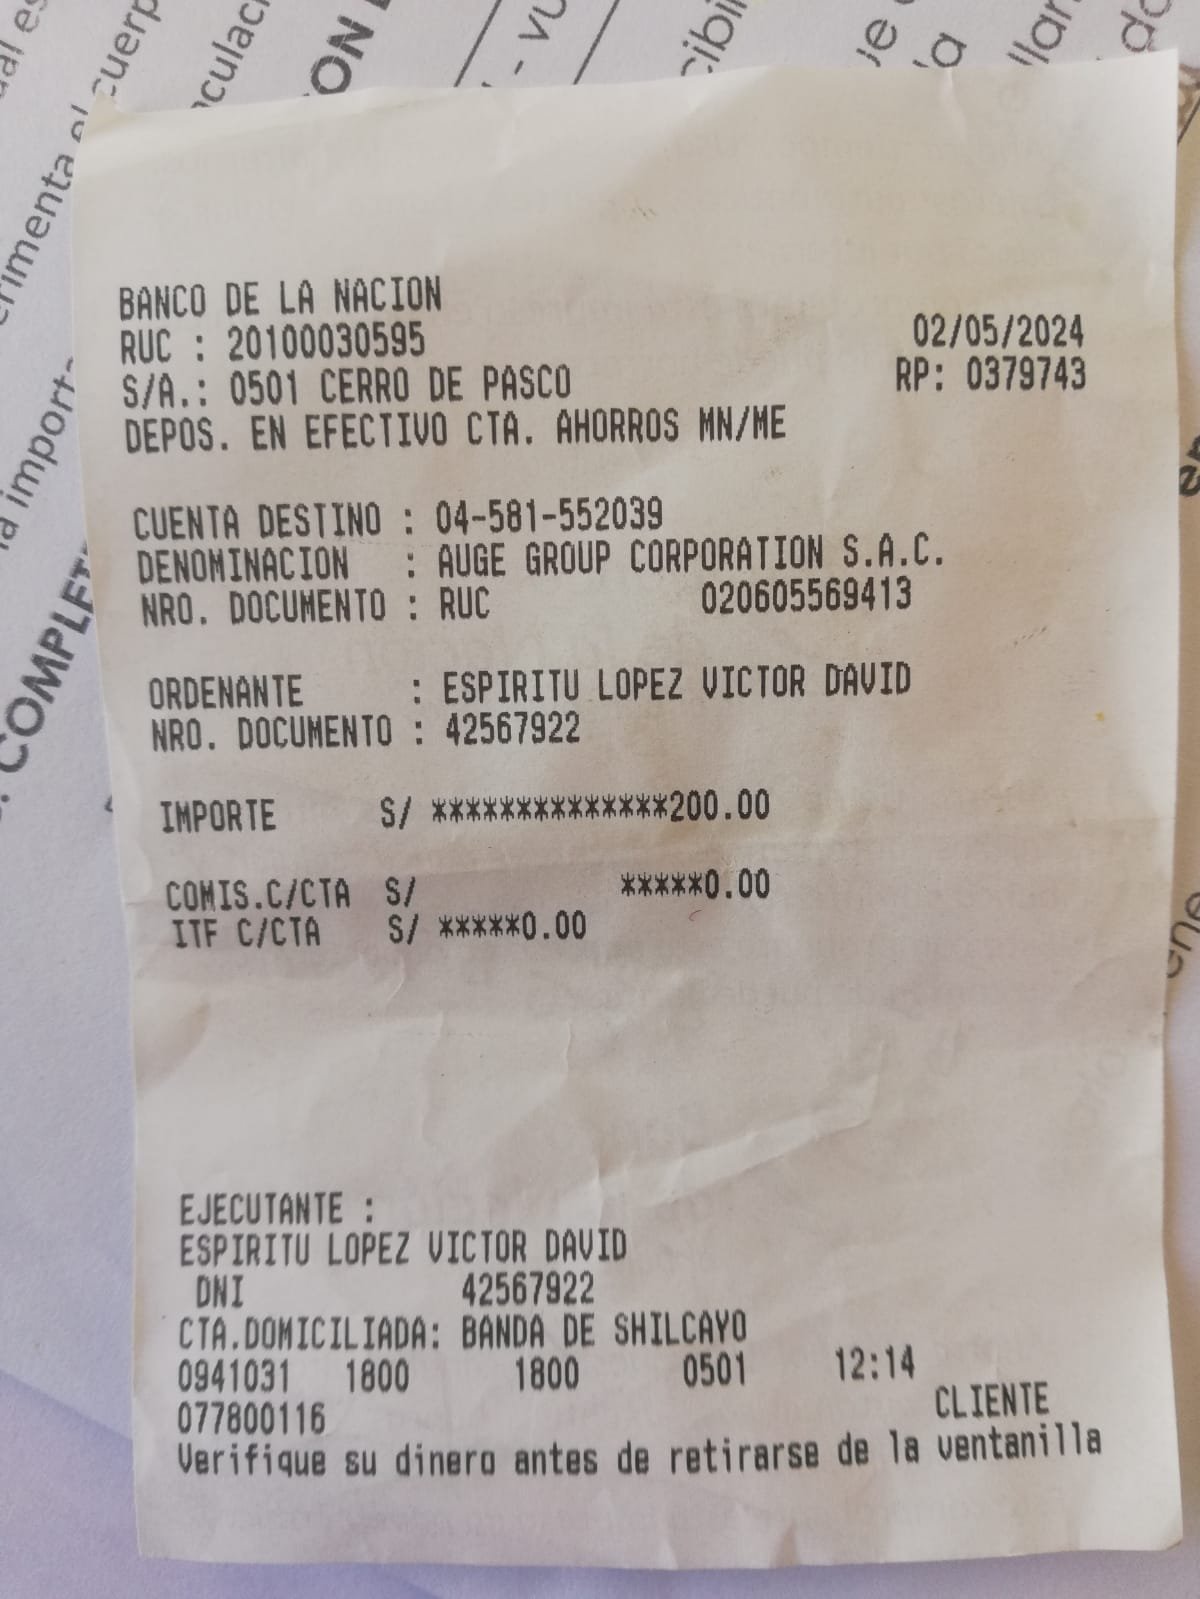 BANCO DE LA NACION
RUC : 20100030595 02/05/2024
S/A.: 0501 CERRO DE PASCO RP: 0379743
DEPOS. EN EFECTIVO CTA. AHORROS MN/ME
CUENTA DESTINO : 04-581-552039
DENOMINACION : AUGE GROUP CORPORATION S.A.C.
NRO. DOCUMENTO : RUC 020605569413
ORDENANTE : ESPIRITU LOPEZ VICTOR DAVID
NRO. DOCUMENTO : 42567922
IMPORTE S/ **************200.00
COMIS.C/CTA S/ *****0.00
ITF C/CTA S/ *****0.00
EJECUTANTE :
ESPIRITU LOPEZ VICTOR DAVID
DNI 42567922
CTA.DOMICILIADA: BANDA DE SHILCAYO
0941031 1800 1800 0501 12:14
077800116 CLIENTE
Verifique su dinero antes de retirarse de la ventanilla